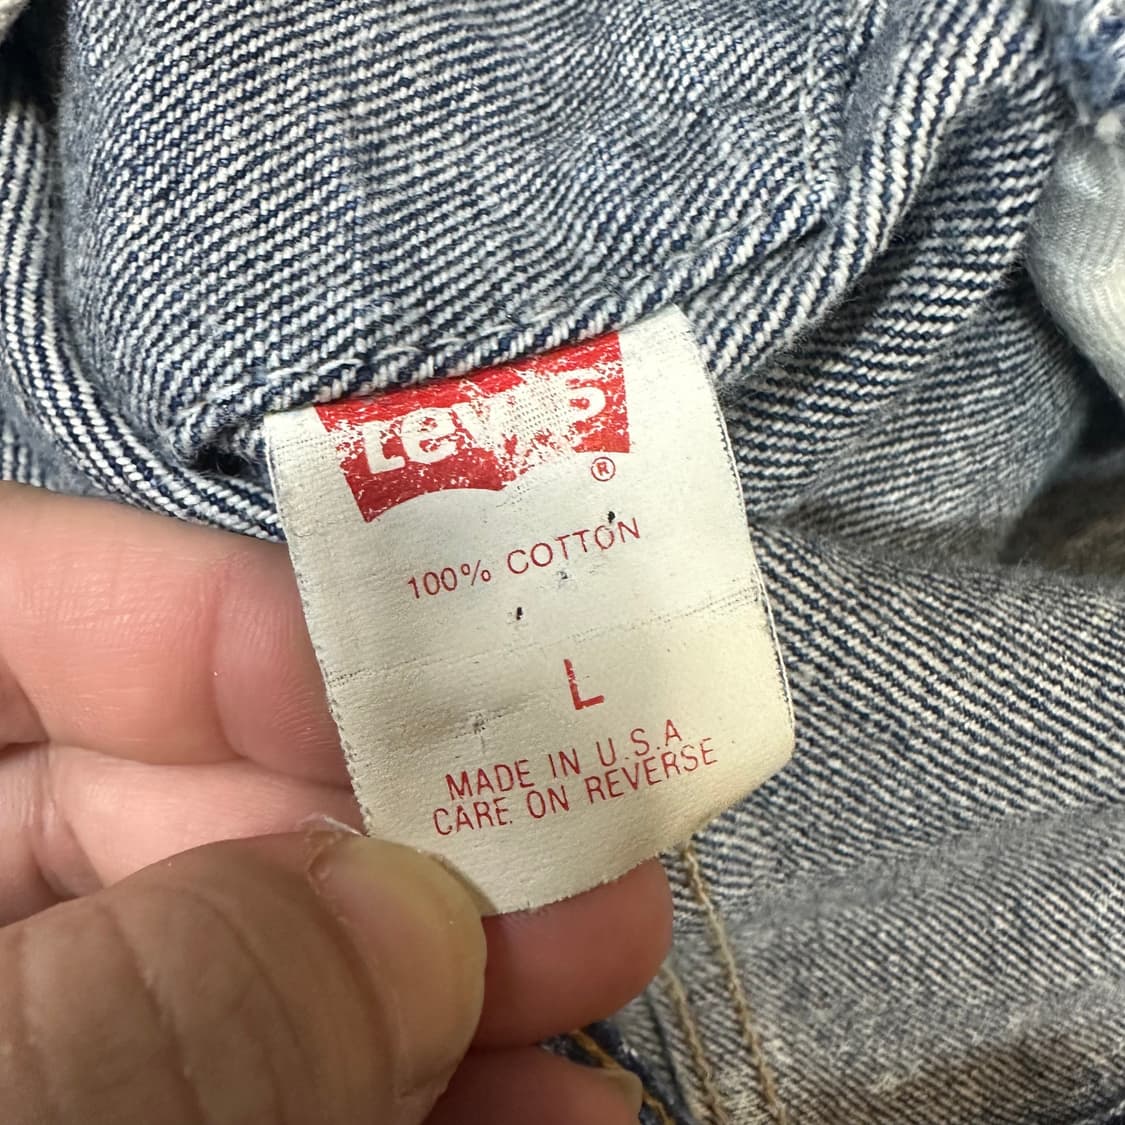 Levi's
®
100% COTTON
L
MADE IN U.S.A
CARE ON REVERSE